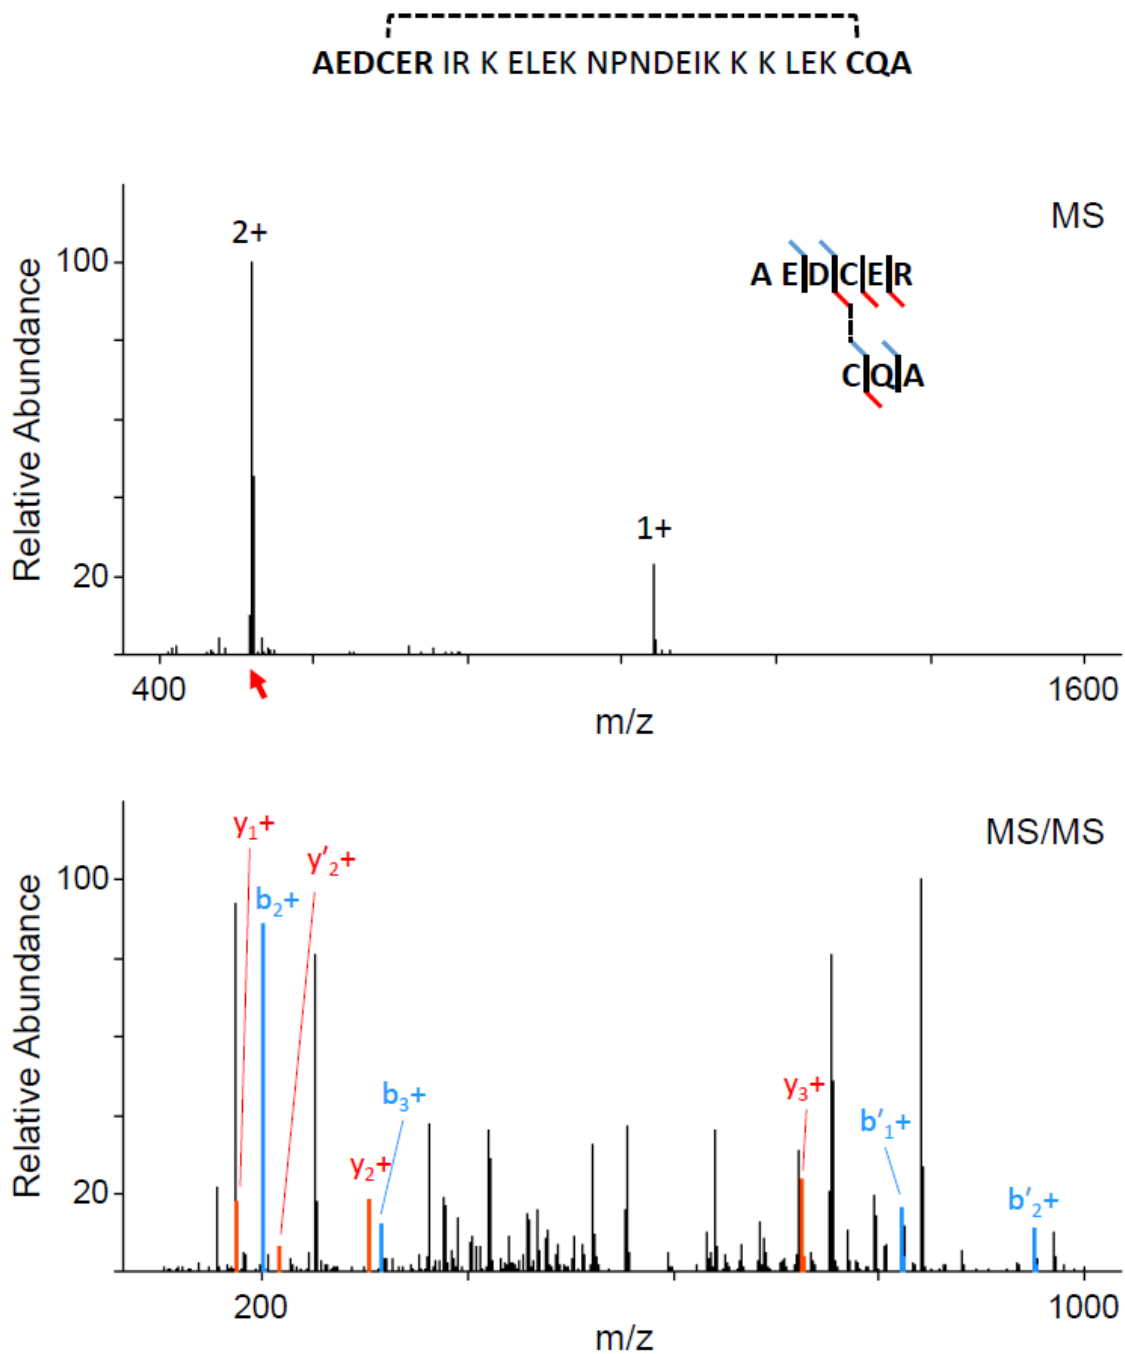 AEDCER IR K ELEK NPNDEIK K K LEK CQA
MS
2+
100
A E D C E R
Relative Abundance
C Q A
1+
20
400
1600
m/z
MS/MS
y₁+
y′₂+
100
b₂+
Relative Abundance
b₃+
y₃+
b′₁+
y₂+
20
b′₂+
200
1000
m/z